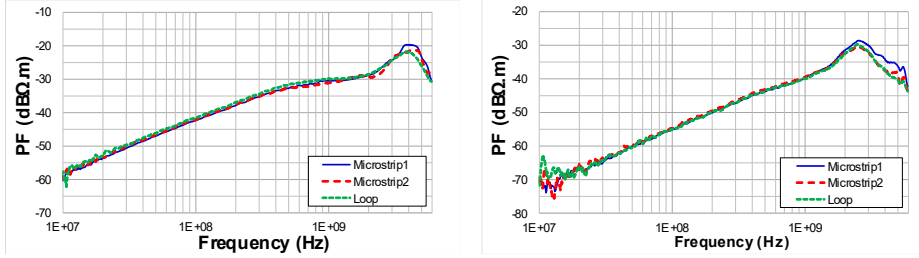 -10
-20
-30
-40
-50
-60
-70
PF (dBΩ.m)
Microstrip1
Microstrip2
Loop
1E+07 1E+08 1E+09
Frequency (Hz)
-20
-30
-40
-50
-60
-70
-80
PF (dBΩ.m)
Microstrip1
Microstrip2
Loop
1E+07 1E+08 1E+09
Frequency (Hz)